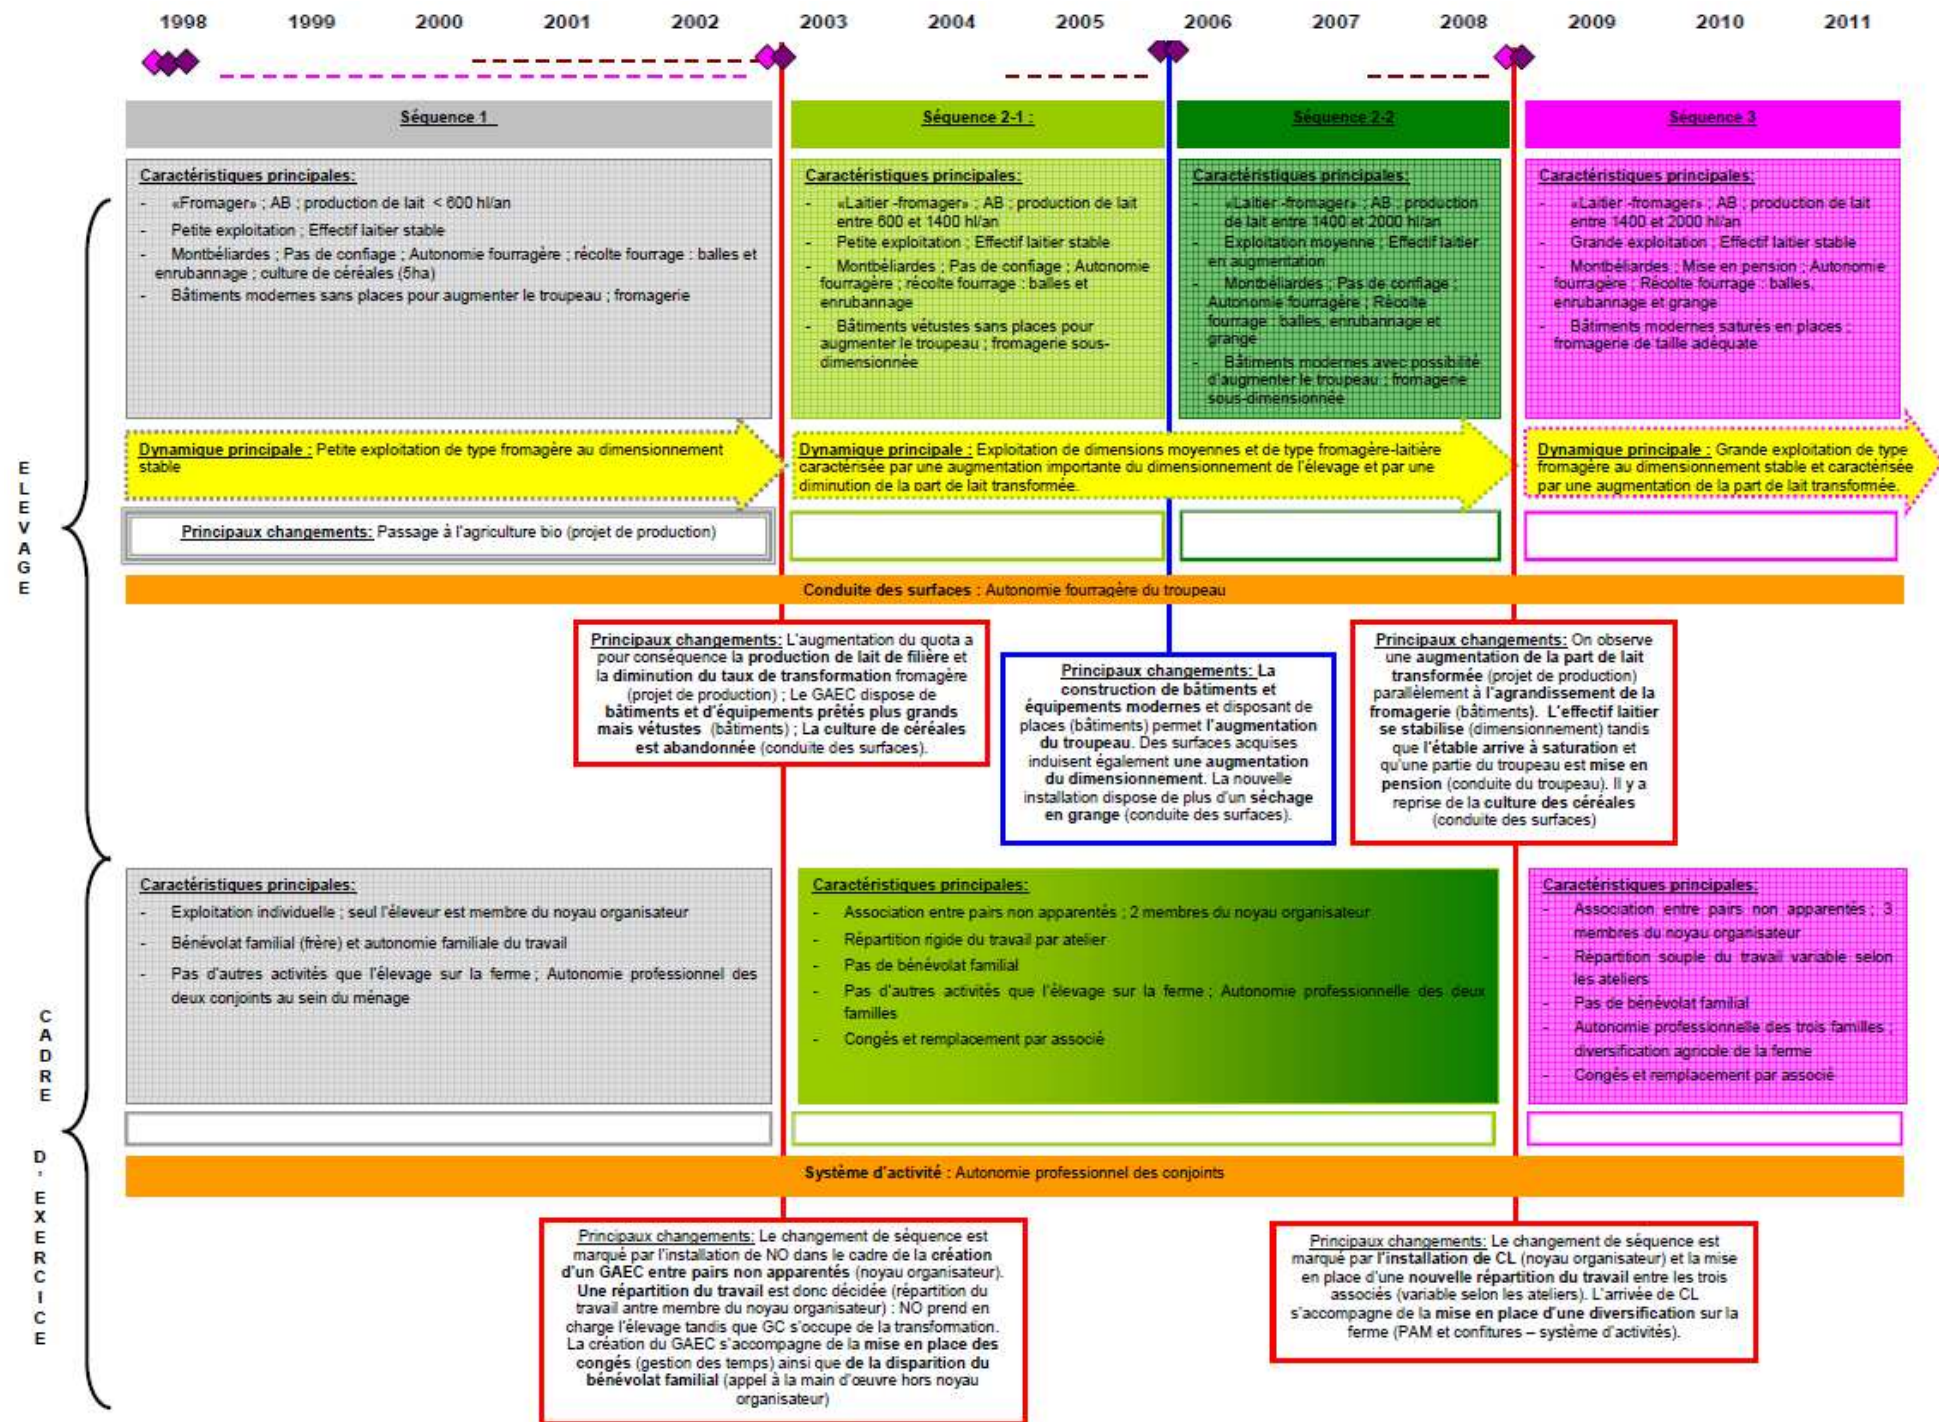 1998 1999 2000 2001 2002 2003 2004 2005 2006 2007 2008 2009 2010 2011
Séquence 1
Séquence 2-1 :
Séquence 2-2
Séquence 3
Caractéristiques principales:
- «Fromager» ; AB ; production de lait < 600 hl/an
- Petite exploitation ; Effectif laitier stable
- Montbéliardes ; Pas de confiage ; Autonomie fourragère ; récolte fourrage : balles et
enrubannage ; culture de céréales (5ha)
- Bâtiments modernes sans places pour augmenter le troupeau ; fromagerie
Caractéristiques principales:
- «Laitier -fromager» ; AB ; production de lait
entre 600 et 1400 hl/an
- Petite exploitation ; Effectif laitier stable
- Montbéliardes ; Pas de confiage ; Autonomie
fourragère ; récolte fourrage : balles et
enrubannage
- Bâtiments vétustes sans places pour
augmenter le troupeau ; fromagerie sous-
dimensionnée
Caractéristiques principales:
- «Laitier -fromager» ; AB ; production
de lait entre 1400 et 2000 hl/an
- Exploitation moyenne ; Effectif laitier
en augmentation
- Montbéliardes ; Pas de confiage ;
Autonomie fourragère ; Récolte
fourrage : balles, enrubannage et
grange
- Bâtiments modernes avec possibilité
d'augmenter le troupeau ; fromagerie
sous-dimensionnée
Caractéristiques principales:
- «Laitier -fromager» ; AB ; production de lait
entre 1400 et 2000 hl/an
- Grande exploitation ; Effectif laitier stable
- Montbéliardes ; Mise en pension ; Autonomie
fourragère ; Récolte fourrage : balles,
enrubannage et grange
- Bâtiments modernes saturés en places ;
fromagerie de taille adéquate
ELEVAGE
Dynamique principale : Petite exploitation de type fromagère au dimensionnement
stable
Dynamique principale : Exploitation de dimensions moyennes et de type fromagère-laitière
caractérisée par une augmentation importante du dimensionnement de l'élevage et par une
diminution de la part de lait transformée.
Dynamique principale : Grande exploitation de type
fromagère au dimensionnement stable et caractérisée
par une augmentation de la part de lait transformée.
Principaux changements: Passage à l'agriculture bio (projet de production)
Conduite des surfaces : Autonomie fourragère du troupeau
Principaux changements: L'augmentation du quota a
pour conséquence la production de lait de filière et
la diminution du taux de transformation fromagère
(projet de production) ; Le GAEC dispose de
bâtiments et d'équipements prêtés plus grands
mais vétustes (bâtiments) ; La culture de céréales
est abandonnée (conduite des surfaces).
Principaux changements: La
construction de bâtiments et
équipements modernes et disposant de
places (bâtiments) permet l'augmentation
du troupeau. Des surfaces acquises
induisent également une augmentation
du dimensionnement. La nouvelle
installation dispose de plus d'un séchage
en grange (conduite des surfaces).
Principaux changements: On observe
une augmentation de la part de lait
transformée (projet de production)
parallèlement à l'agrandissement de la
fromagerie (bâtiments). L'effectif laitier
se stabilise (dimensionnement) tandis
que l'étable arrive à saturation et
qu'une partie du troupeau est mise en
pension (conduite du troupeau). Il y a
reprise de la culture des céréales
(conduite des surfaces)
CADRE D'EXERCICE
Caractéristiques principales:
- Exploitation individuelle ; seul l'éleveur est membre du noyau organisateur
- Bénévolat familial (frère) et autonomie familiale du travail
- Pas d'autres activités que l'élevage sur la ferme ; Autonomie professionnel des
deux conjoints au sein du ménage
Caractéristiques principales:
- Association entre pairs non apparentés ; 2 membres du noyau organisateur
- Répartition rigide du travail par atelier
- Pas de bénévolat familial
- Pas d'autres activités que l'élevage sur la ferme ; Autonomie professionnelle des deux
familles
- Congés et remplacement par associé
Caractéristiques principales:
- Association entre pairs non apparentés ; 3
membres du noyau organisateur
- Répartition souple du travail variable selon
les ateliers
- Pas de bénévolat familial
- Autonomie professionnelle des trois familles ;
diversification agricole de la ferme
- Congés et remplacement par associé
Système d'activité : Autonomie professionnel des conjoints
Principaux changements: Le changement de séquence est
marqué par l'installation de NO dans le cadre de la création
d'un GAEC entre pairs non apparentés (noyau organisateur).
Une répartition du travail est donc décidée (répartition du
travail antre membre du noyau organisateur) : NO prend en
charge l'élevage tandis que GC s'occupe de la transformation.
La création du GAEC s'accompagne de la mise en place des
congés (gestion des temps) ainsi que de la disparition du
bénévolat familial (appel à la main d'œuvre hors noyau
organisateur)
Principaux changements: Le changement de séquence est
marqué par l'installation de CL (noyau organisateur) et la mise
en place d'une nouvelle répartition du travail entre les trois
associés (variable selon les ateliers). L'arrivée de CL
s'accompagne de la mise en place d'une diversification sur la
ferme (PAM et confitures – système d'activités).